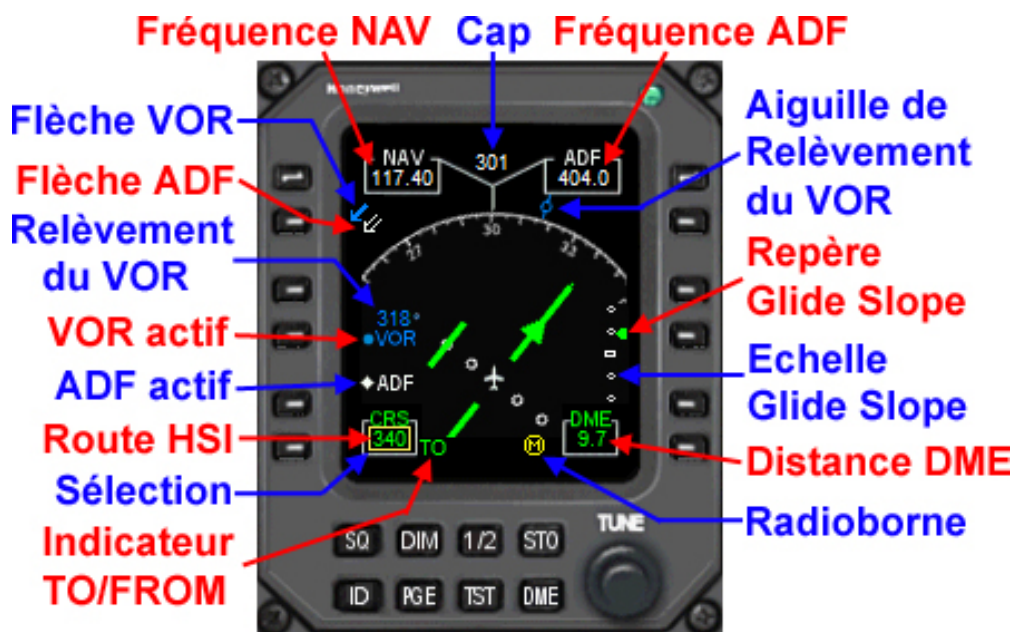 Fréquence NAV
Cap
Fréquence ADF
Honeywell
Flèche VOR
Flèche ADF
Relèvement
du VOR
VOR actif
ADF actif
Route HSI
Sélection
Indicateur
TO/FROM
NAV
117.40
301
ADF
404.0
27
30
33
318°
VOR
ADF
CRS
340
TO
M
DME
9.7
Aiguille de
Relèvement
du VOR
Repère
Glide Slope
Echelle
Glide Slope
Distance DME
Radioborne
TUNE
SQ DIM 1/2 STO
ID PGE TST DME